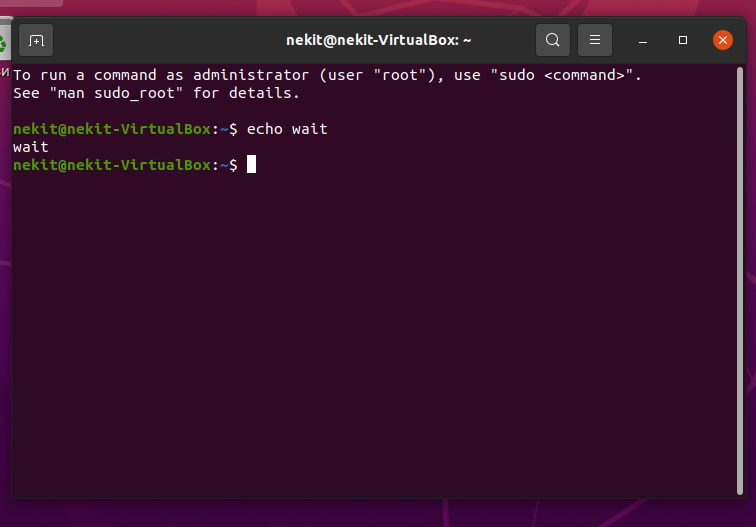 nekit@nekit-VirtualBox: ~
To run a command as administrator (user "root"), use "sudo <command>".
See "man sudo_root" for details.
nekit@nekit-VirtualBox:~$ echo wait
wait
nekit@nekit-VirtualBox:~$